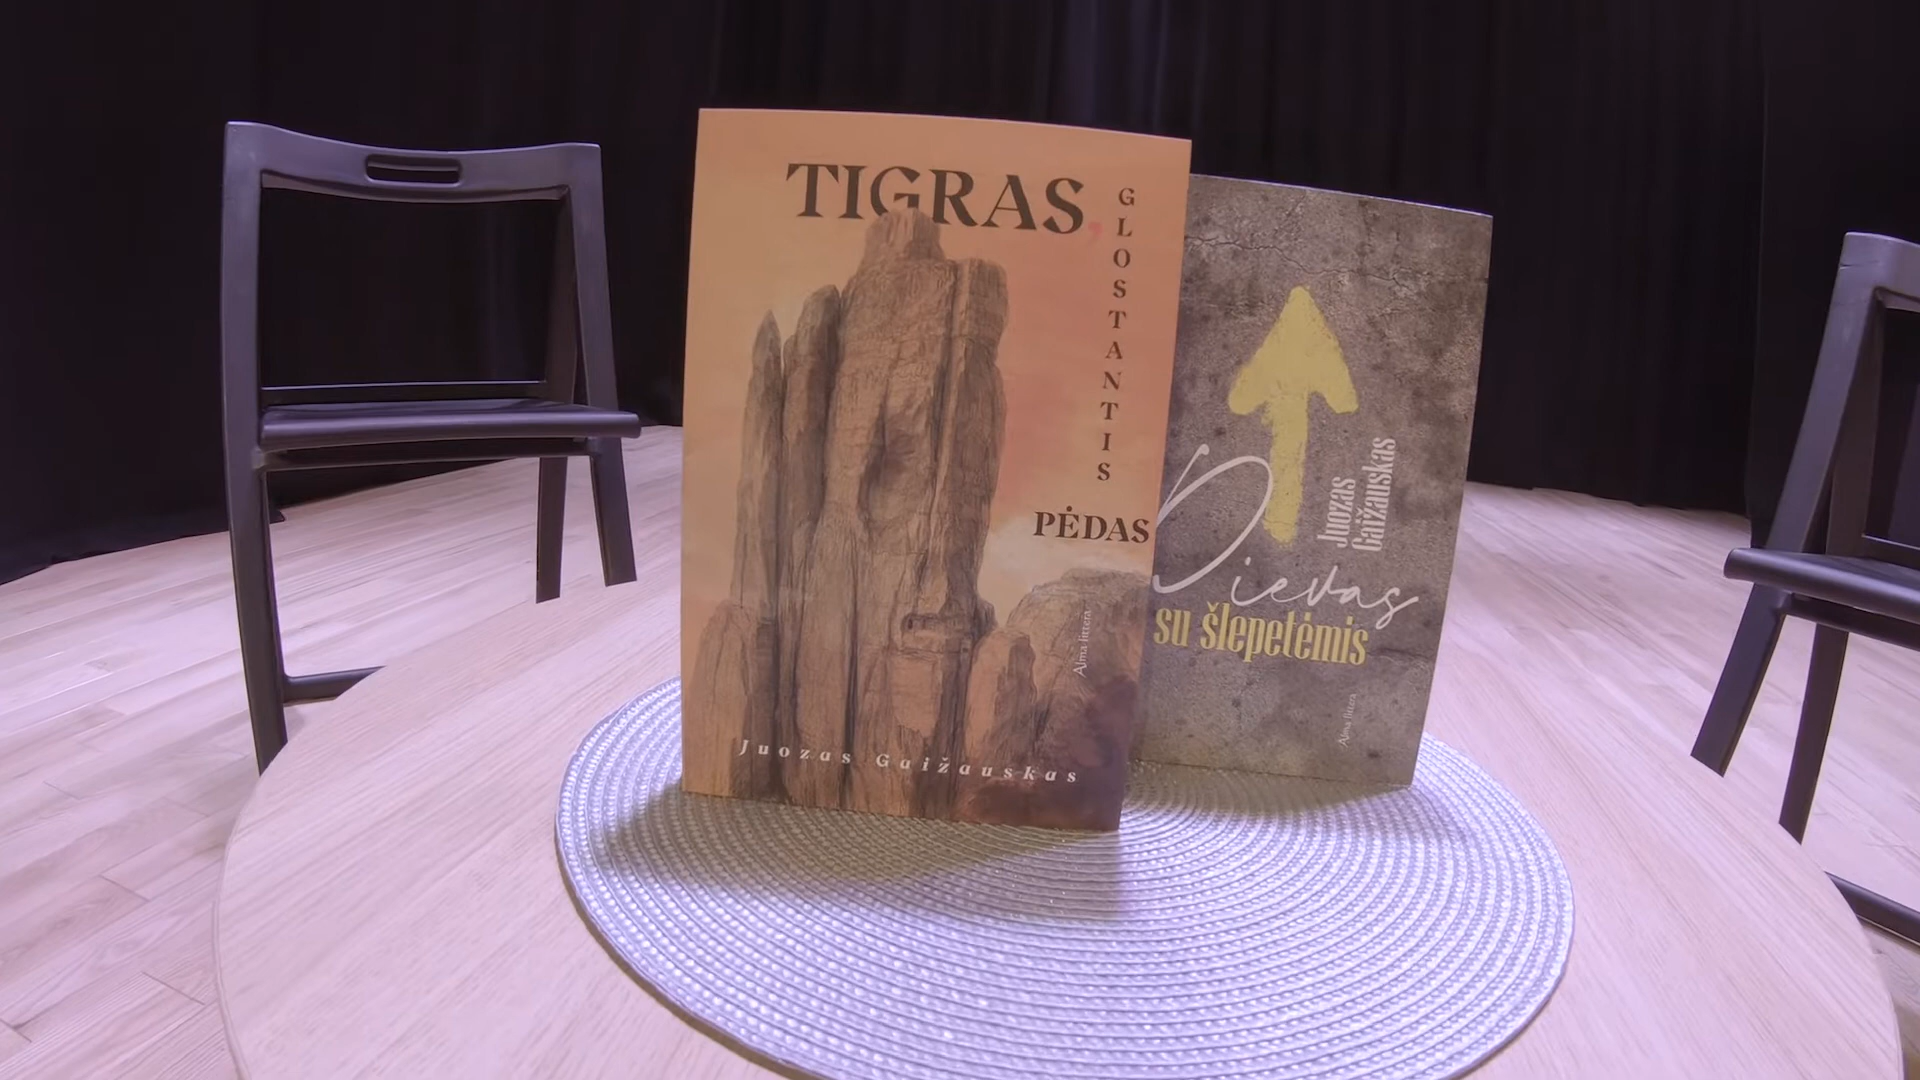 TIGRAS,
GLOSTANTIS
PĖDAS
Alma littera
Juozas Gaižauskas
Juozas
Gaižauskas
Dievas
su šlepetėmis
Alma littera